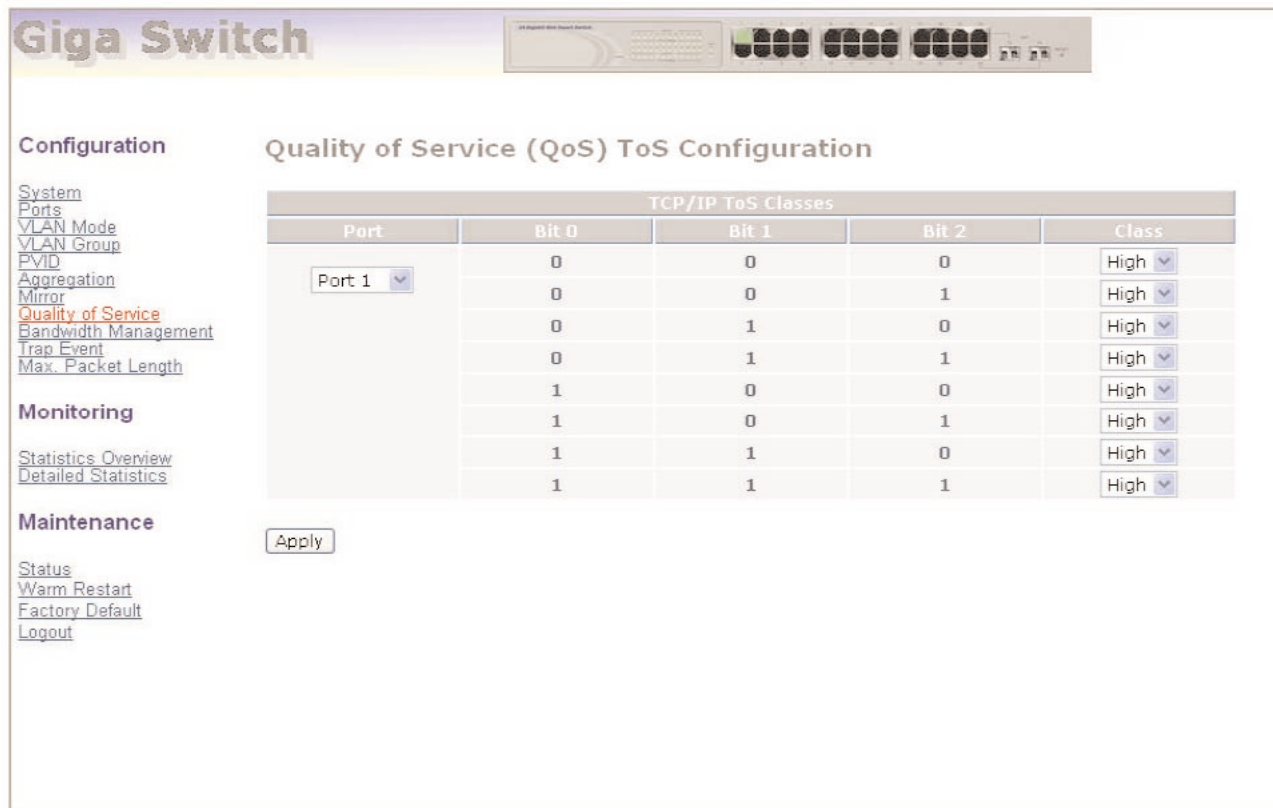 Giga Switch
Configuration
System
Ports
VLAN Mode
VLAN Group
PVID
Aggregation
Mirror
Quality of Service
Bandwidth Management
Trap Event
Max. Packet Length
Monitoring
Statistics Overview
Detailed Statistics
Maintenance
Status
Warm Restart
Factory Default
Logout
Quality of Service (QoS) ToS Configuration
TCP/IP ToS Classes
Port Bit 0 Bit 1 Bit 2 Class
Port 1 0 0 0 High
0 0 1 High
0 1 0 High
0 1 1 High
1 0 0 High
1 0 1 High
1 1 0 High
1 1 1 High
Apply